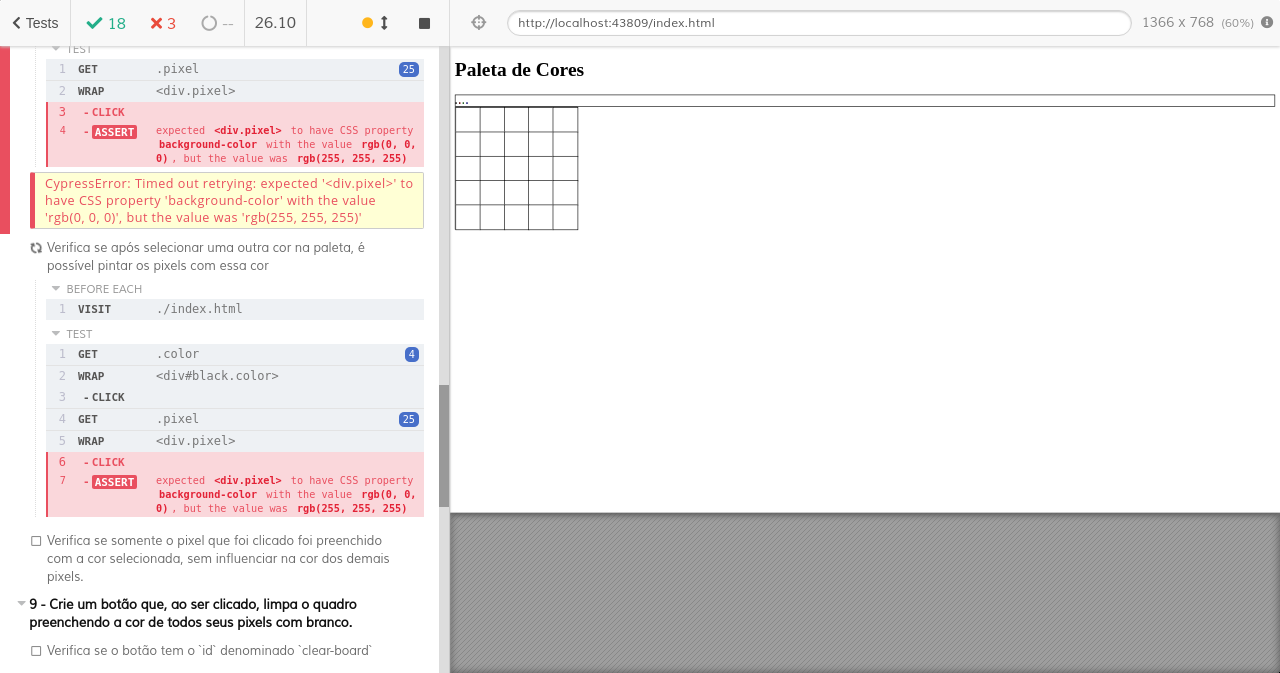 Tests
18
3
--
26.10
http://localhost:43809/index.html
1366 x 768 (60%)
TEST
1 GET .pixel 25
2 WRAP <div.pixel>
3 - CLICK
4 - ASSERT expected <div.pixel> to have CSS property
background-color with the value rgb(0, 0,
0) , but the value was rgb(255, 255, 255)
CypressError: Timed out retrying: expected '<div.pixel>' to
have CSS property 'background-color' with the value
'rgb(0, 0, 0)', but the value was 'rgb(255, 255, 255)'
Verifica se após selecionar uma outra cor na paleta, é
possível pintar os pixels com essa cor
BEFORE EACH
1 VISIT ./index.html
TEST
1 GET .color 4
2 WRAP <div#black.color>
3 - CLICK
4 GET .pixel 25
5 WRAP <div.pixel>
6 - CLICK
7 - ASSERT expected <div.pixel> to have CSS property
background-color with the value rgb(0, 0,
0) , but the value was rgb(255, 255, 255)
Verifica se somente o pixel que foi clicado foi preenchido
com a cor selecionada, sem influenciar na cor dos demais
pixels.
9 - Crie um botão que, ao ser clicado, limpa o quadro
preenchendo a cor de todos seus pixels com branco.
Verifica se o botão tem o `id` denominado `clear-board`
Paleta de Cores
....